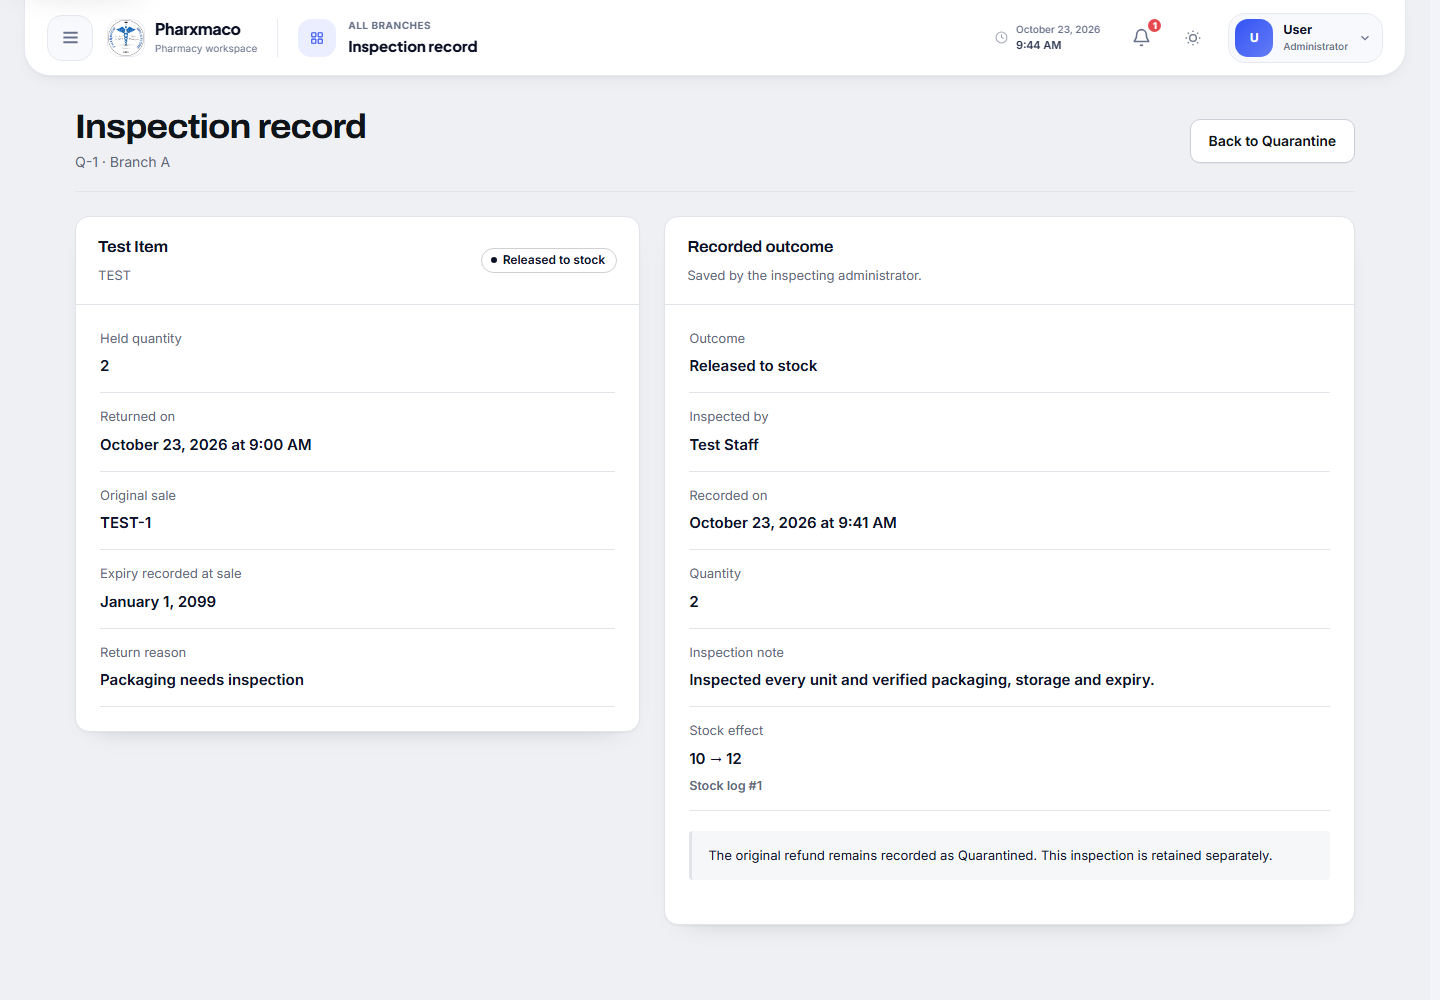 Pharxmaco
Pharmacy workspace
ALL BRANCHES
Inspection record
October 23, 2026
9:44 AM
1
U
User
Administrator
Inspection record
Q-1 · Branch A
Back to Quarantine
Test Item
TEST
Released to stock
Held quantity
2
Returned on
October 23, 2026 at 9:00 AM
Original sale
TEST-1
Expiry recorded at sale
January 1, 2099
Return reason
Packaging needs inspection
Recorded outcome
Saved by the inspecting administrator.
Outcome
Released to stock
Inspected by
Test Staff
Recorded on
October 23, 2026 at 9:41 AM
Quantity
2
Inspection note
Inspected every unit and verified packaging, storage and expiry.
Stock effect
10 → 12
Stock log #1
The original refund remains recorded as Quarantined. This inspection is retained separately.